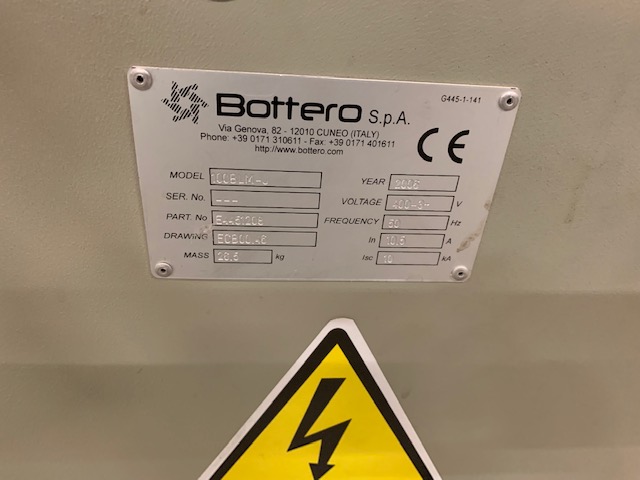 G445-1-141
Bottero S.p.A.
Via Genova, 82 - 12010 CUNEO (ITALY)
Phone: +39 0171 310611 - Fax: +39 0171 401611
http://www.bottero.com
CE
MODEL
YEAR
SER. No. ---
VOLTAGE V
PART. No
FREQUENCY Hz
DRAWING
In 10.5 A
MASS kg
Isc 10 kA